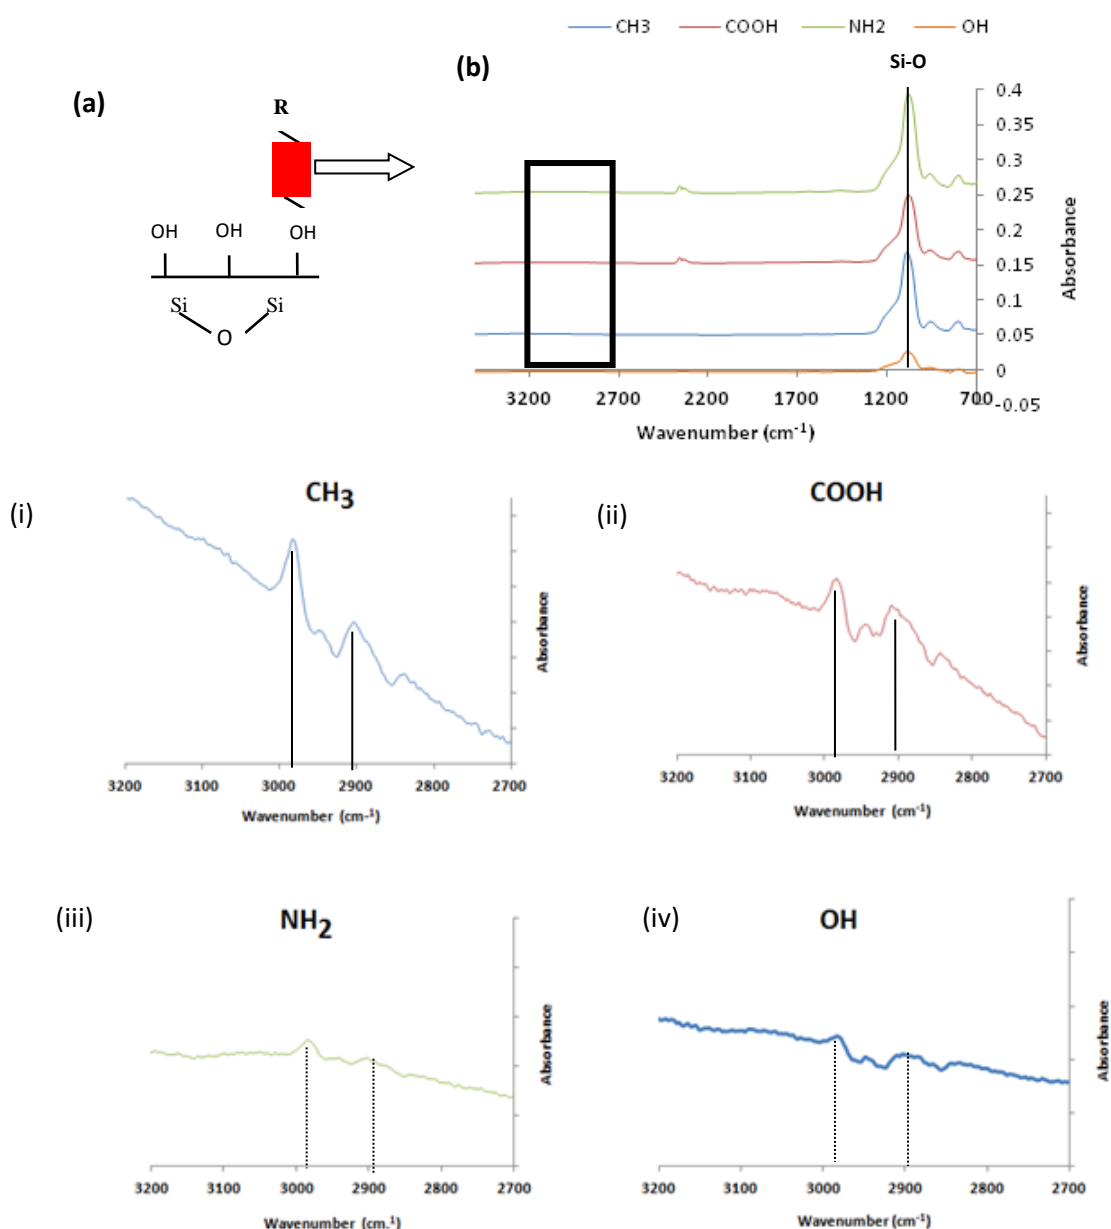 CH3 COOH NH2 OH
(b)
Si-O
(a)
R
OH OH OH
Si Si
O
0.4
0.35
0.3
0.25
0.2
0.15
0.1
0.05
0
-0.05
Absorbance
3200 2700 2200 1700 1200 700
Wavenumber (cm-1)
(i)
CH3
Absorbance
3200 3100 3000 2900 2800 2700
Wavenumber (cm-1)
(ii)
COOH
Absorbance
3200 3100 3000 2900 2800 2700
Wavenumber (cm-1)
(iii)
NH2
Absorbance
3200 3100 3000 2900 2800 2700
Wavenumber (cm-1)
(iv)
OH
Absorbance
3200 3100 3000 2900 2800 2700
Wavenumber (cm-1)